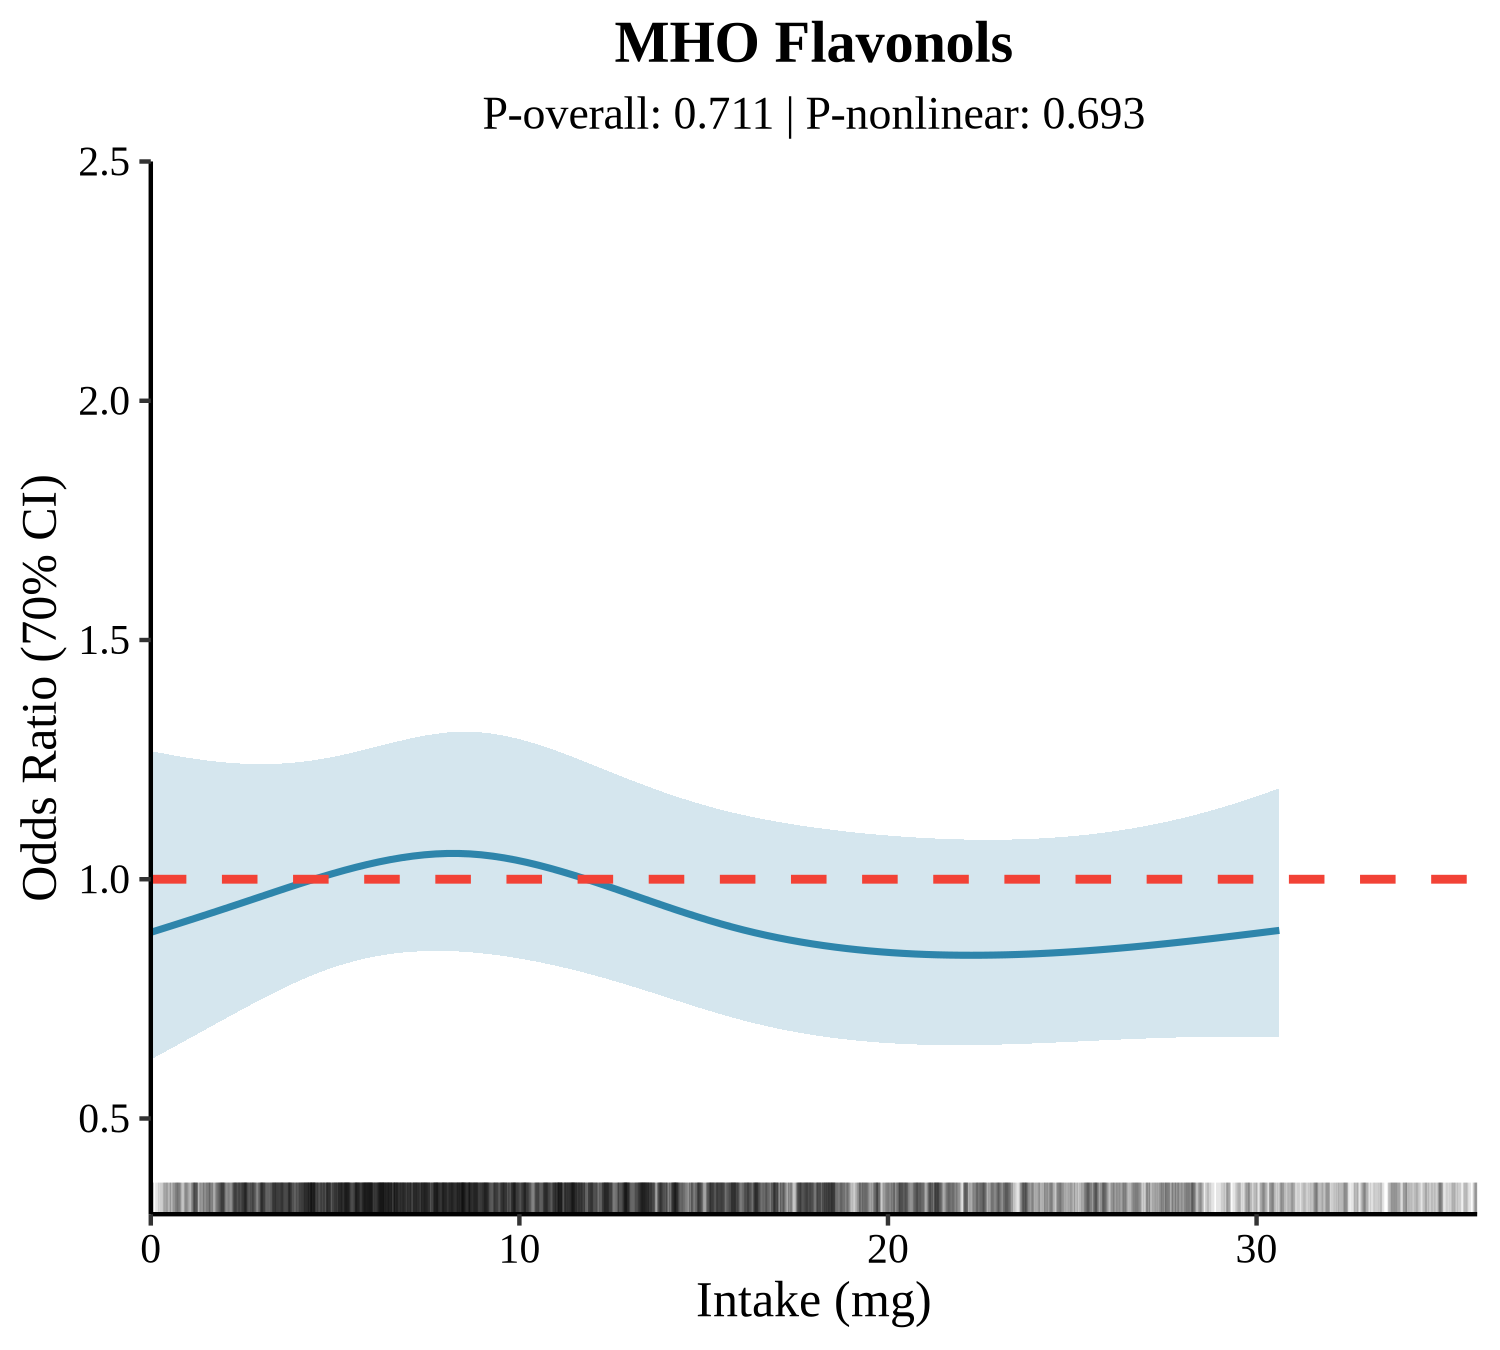 MHO Flavonols
P-overall: 0.711 | P-nonlinear: 0.693
Odds Ratio (70% CI)
2.5
2.0
1.5
1.0
0.5
0 10 20 30
Intake (mg)